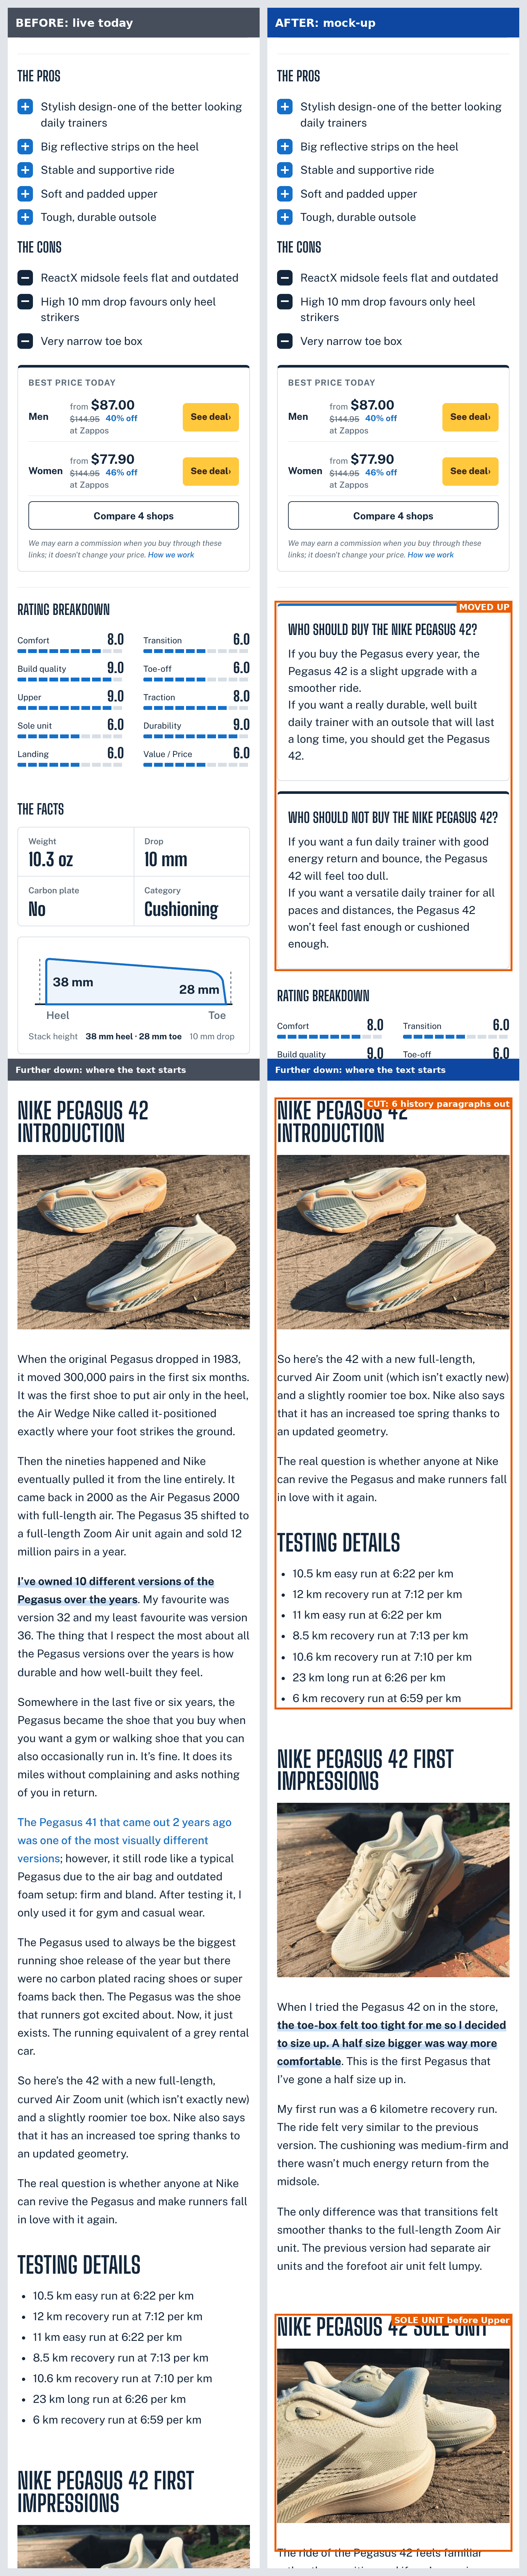 BEFORE: live today
THE PROS
Stylish design-one of the better looking
daily trainers
Big reflective strips on the heel
Stable and supportive ride
Soft and padded upper
Tough, durable outsole
THE CONS
ReactX midsole feels flat and outdated
High 10 mm drop favours only heel
strikers
Very narrow toe box
BEST PRICE TODAY
Men
from $87.00
$144.95 40% off
at Zappos
See deal›
Women
from $77.90
$144.95 46% off
at Zappos
See deal›
Compare 4 shops
We may earn a commission when you buy through these
links; it doesn't change your price. How we work
RATING BREAKDOWN
Comfort 8.0
Transition 6.0
Build quality 9.0
Toe-off 6.0
Upper 9.0
Traction 8.0
Sole unit 6.0
Durability 9.0
Landing 6.0
Value / Price 6.0
THE FACTS
Weight
10.3 oz
Drop
10 mm
Carbon plate
No
Category
Cushioning
38 mm
28 mm
Heel
Toe
Stack height 38 mm heel · 28 mm toe 10 mm drop
Further down: where the text starts
NIKE PEGASUS 42
INTRODUCTION
When the original Pegasus dropped in 1983,
it moved 300,000 pairs in the first six months.
It was the first shoe to put air only in the heel,
the Air Wedge Nike called it-positioned
exactly where your foot strikes the ground.
Then the nineties happened and Nike
eventually pulled it from the line entirely. It
came back in 2000 as the Air Pegasus 2000
with full-length air. The Pegasus 35 shifted to
a full-length Zoom Air unit again and sold 12
million pairs in a year.
I've owned 10 different versions of the
Pegasus over the years. My favourite was
version 32 and my least favourite was version
36. The thing that I respect the most about all
the Pegasus versions over the years is how
durable and how well-built they feel.
Somewhere in the last five or six years, the
Pegasus became the shoe that you buy when
you want a gym or walking shoe that you can
also occasionally run in. It's fine. It does its
miles without complaining and asks nothing
of you in return.
The Pegasus 41 that came out 2 years ago
was one of the most visually different
versions; however, it still rode like a typical
Pegasus due to the air bag and outdated
foam setup: firm and bland. After testing it, I
only used it for gym and casual wear.
The Pegasus used to always be the biggest
running shoe release of the year but there
were no carbon plated racing shoes or super
foams back then. The Pegasus was the shoe
that runners got excited about. Now, it just
exists. The running equivalent of a grey rental
car.
So here's the 42 with a new full-length,
curved Air Zoom unit (which isn't exactly new)
and a slightly roomier toe box. Nike also says
that it has an increased toe spring thanks to
an updated geometry.
The real question is whether anyone at Nike
can revive the Pegasus and make runners fall
in love with it again.
TESTING DETAILS
10.5 km easy run at 6:22 per km
12 km recovery run at 7:12 per km
11 km easy run at 6:22 per km
8.5 km recovery run at 7:13 per km
10.6 km recovery run at 7:10 per km
23 km long run at 6:26 per km
6 km recovery run at 6:59 per km
NIKE PEGASUS 42 FIRST
IMPRESSIONS
AFTER: mock-up
THE PROS
Stylish design-one of the better looking
daily trainers
Big reflective strips on the heel
Stable and supportive ride
Soft and padded upper
Tough, durable outsole
THE CONS
ReactX midsole feels flat and outdated
High 10 mm drop favours only heel
strikers
Very narrow toe box
BEST PRICE TODAY
Men
from $87.00
$144.95 40% off
at Zappos
See deal›
Women
from $77.90
$144.95 46% off
at Zappos
See deal›
Compare 4 shops
We may earn a commission when you buy through these
links; it doesn't change your price. How we work
MOVED UP
WHO SHOULD BUY THE NIKE PEGASUS 42?
If you buy the Pegasus every year, the
Pegasus 42 is a slight upgrade with a
smoother ride.
If you want a really durable, well built
daily trainer with an outsole that will last
a long time, you should get the Pegasus
42.
WHO SHOULD NOT BUY THE NIKE PEGASUS 42?
If you want a fun daily trainer with good
energy return and bounce, the Pegasus
42 will feel too dull.
If you want a versatile daily trainer for all
paces and distances, the Pegasus 42
won't feel fast enough or cushioned
enough.
RATING BREAKDOWN
Comfort 8.0
Transition 6.0
Build quality 9.0
Toe-off 6.0
Further down: where the text starts
CUT: 6 history paragraphs out
NIKE PEGASUS 42
INTRODUCTION
So here's the 42 with a new full-length,
curved Air Zoom unit (which isn't exactly new)
and a slightly roomier toe box. Nike also says
that it has an increased toe spring thanks to
an updated geometry.
The real question is whether anyone at Nike
can revive the Pegasus and make runners fall
in love with it again.
TESTING DETAILS
10.5 km easy run at 6:22 per km
12 km recovery run at 7:12 per km
11 km easy run at 6:22 per km
8.5 km recovery run at 7:13 per km
10.6 km recovery run at 7:10 per km
23 km long run at 6:26 per km
6 km recovery run at 6:59 per km
NIKE PEGASUS 42 FIRST
IMPRESSIONS
When I tried the Pegasus 42 on in the store,
the toe-box felt too tight for me so I decided
to size up. A half size bigger was way more
comfortable. This is the first Pegasus that
I've gone a half size up in.
My first run was a 6 kilometre recovery run.
The ride felt very similar to the previous
version. The cushioning was medium-firm and
there wasn't much energy return from the
midsole.
The only difference was that transitions felt
smoother thanks to the full-length Zoom Air
unit. The previous version had separate air
units and the forefoot air unit felt lumpy.
SOLE UNIT before Upper
NIKE PEGASUS 42 SOLE UNIT
The ride of the Pegasus 42 feels familiar